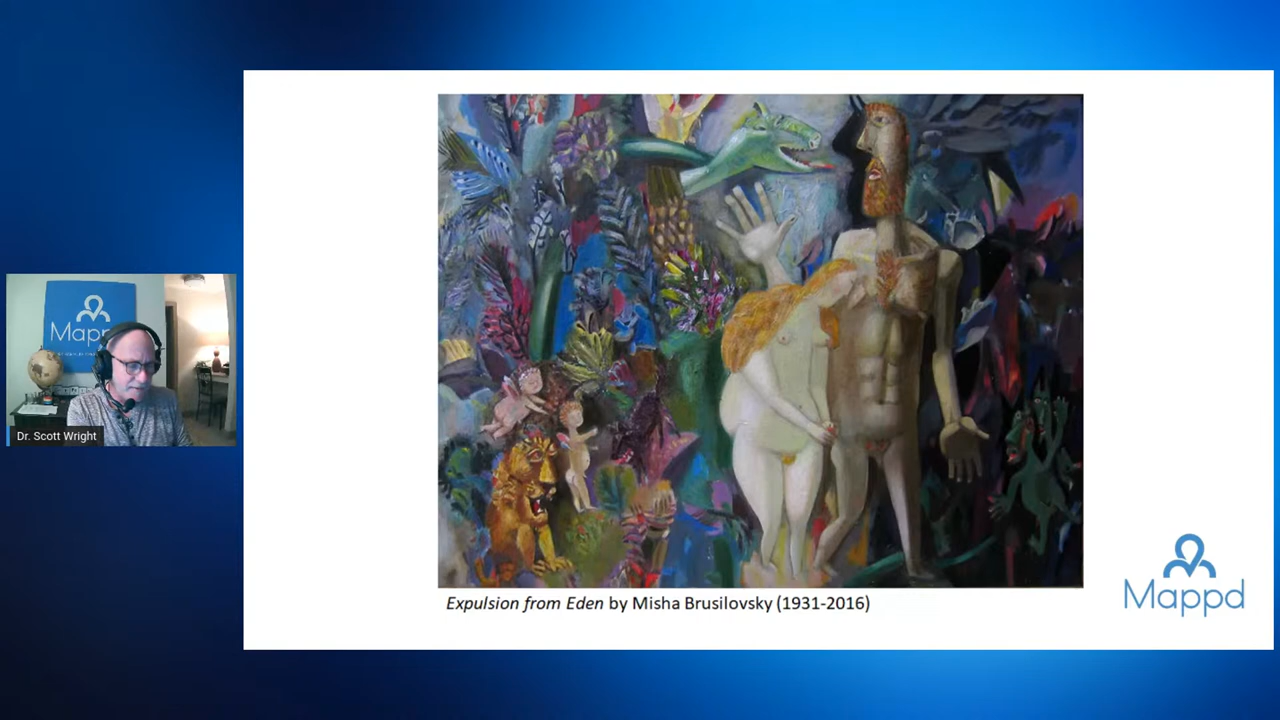 Mappd
Dr. Scott Wright
Expulsion from Eden by Misha Brusilovsky (1931-2016)
Mappd